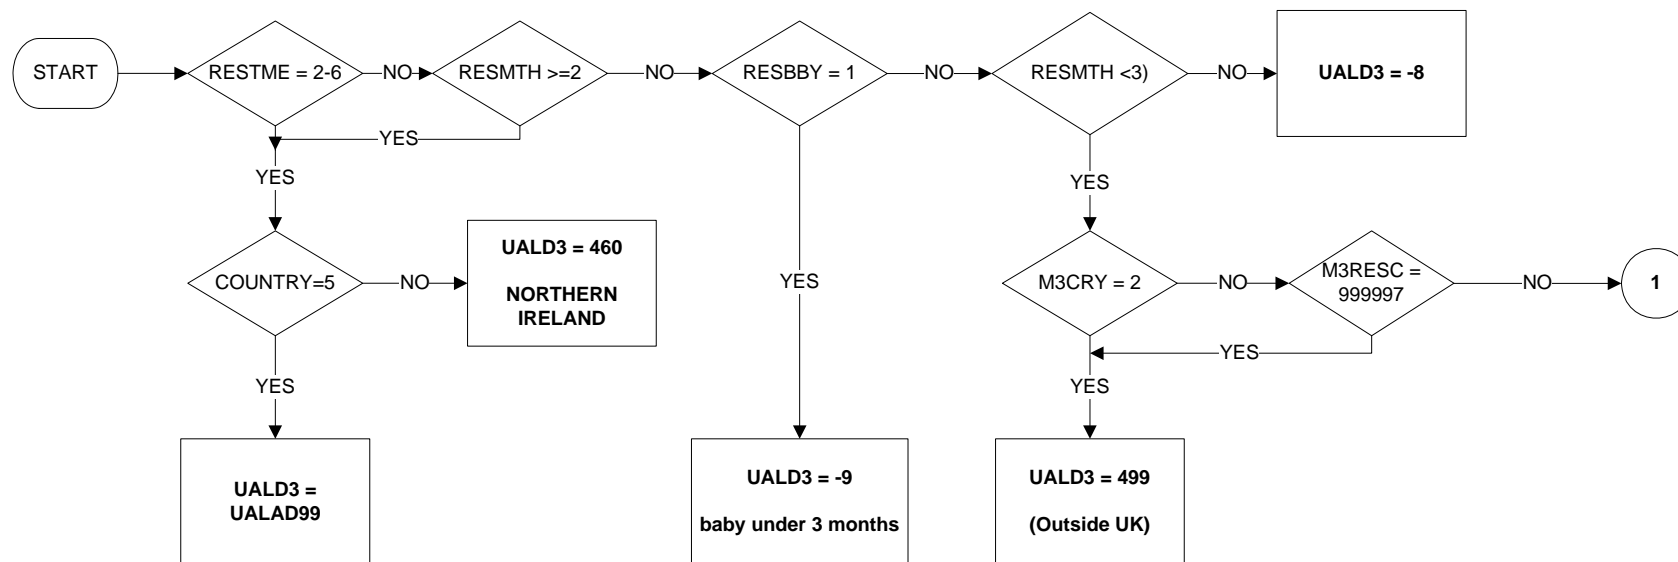 START
RESTME = 2-6
NO
RESMTH >=2
NO
RESBBY = 1
NO
RESMTH <3)
NO
UALD3 = -8
YES
YES
YES
COUNTRY=5
NO
UALD3 = 460
NORTHERN
IRELAND
YES
M3CRY = 2
NO
M3RESC =
999997
NO
1
YES
YES
YES
UALD3 =
UALAD99
UALD3 = -9
baby under 3 months
UALD3 = 499
(Outside UK)